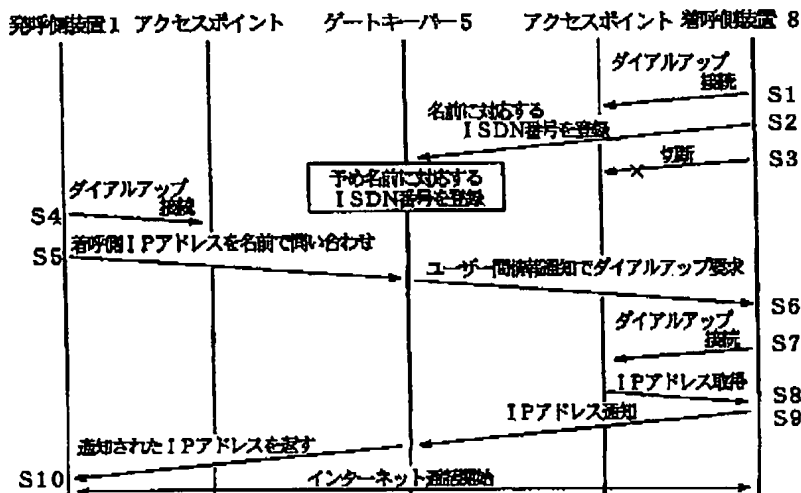 発呼側装置1 アクセスポイント ゲートキーパー5 アクセスポイント 着呼側装置 8
ダイアルアップ
接続
S1
名前に対応する
ISDN番号を登録
S2
切断
S3
予め名前に対応する
ISDN番号を登録
ダイアルアップ
接続
S4
着呼側IPアドレスを名前で問い合わせ
S5
ユーザー間情報通知でダイアルアップ要求
S6
ダイアルアップ
接続
S7
IPアドレス取得
S8
IPアドレス通知
S9
通知されたIPアドレスを返す
S10
インターネット通話開始